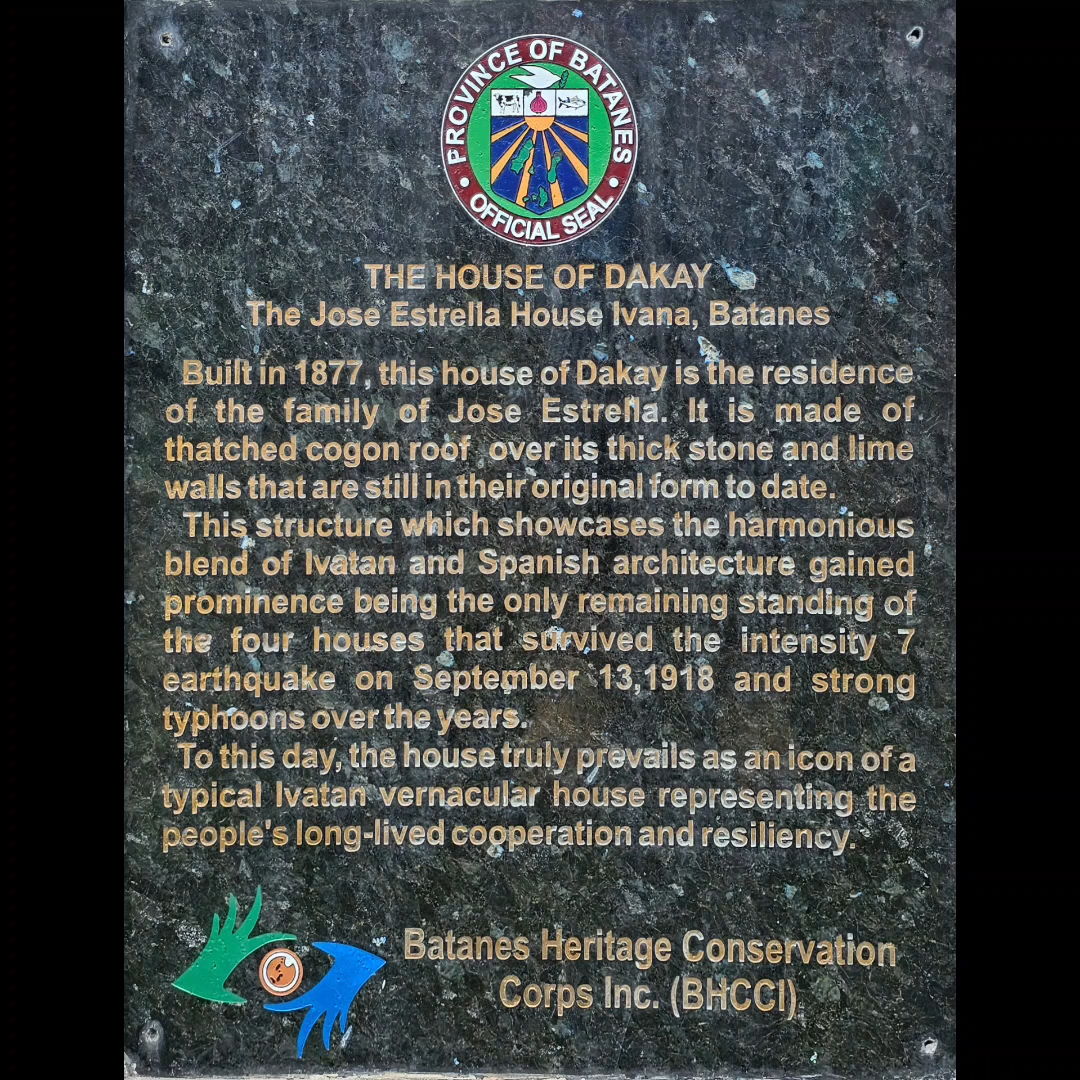 PROVINCE OF BATANES
• OFFICIAL SEAL •
THE HOUSE OF DAKAY
The Jose Estrella House Ivana, Batanes
Built in 1877, this house of Dakay is the residence
of the family of Jose Estrella. It is made of
thatched cogon roof over its thick stone and lime
walls that are still in their original form to date.
This structure which showcases the harmonious
blend of Ivatan and Spanish architecture gained
prominence being the only remaining standing of
the four houses that survived the intensity 7
earthquake on September 13,1918 and strong
typhoons over the years.
To this day, the house truly prevails as an icon of a
typical Ivatan vernacular house representing the
people's long-lived cooperation and resiliency.
Batanes Heritage Conservation
Corps Inc. (BHCCI)